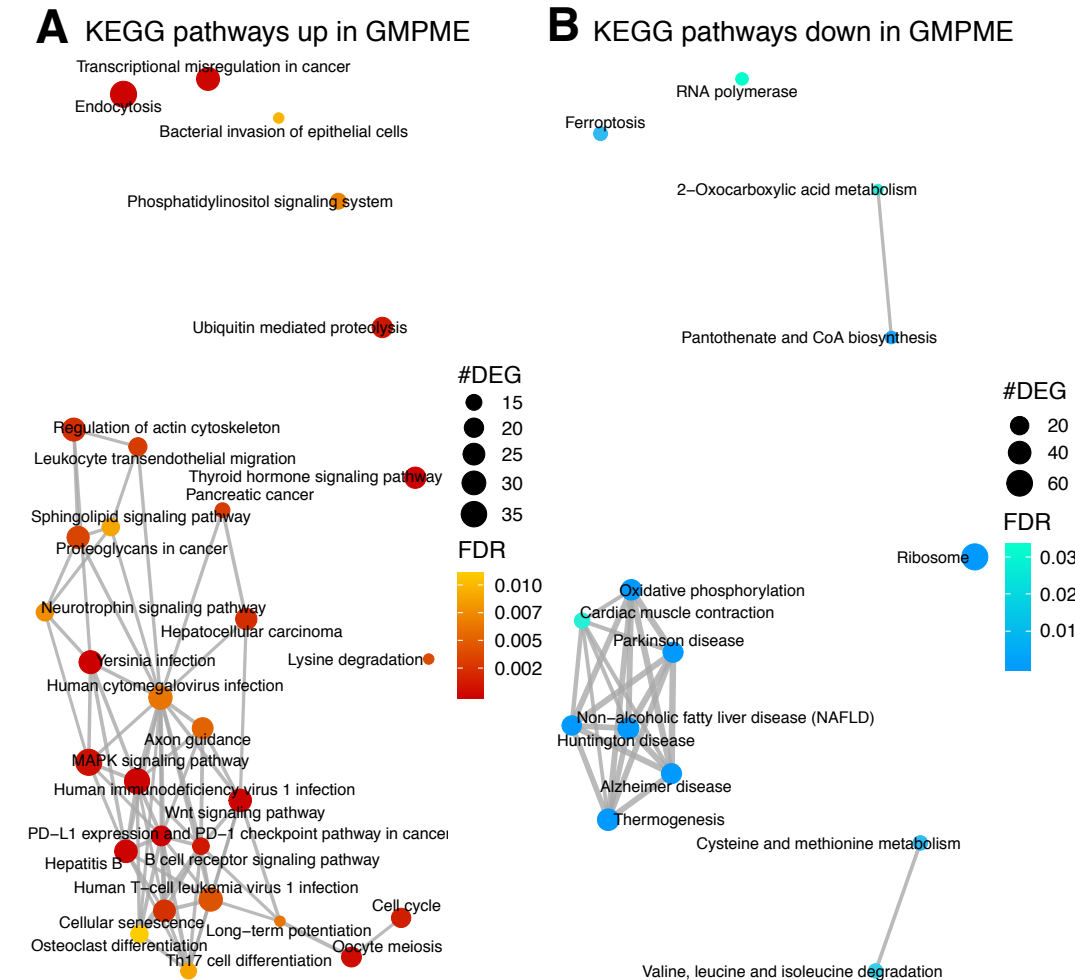 A KEGG pathways up in GMPME
Transcriptional misregulation in cancer
Endocytosis
Bacterial invasion of epithelial cells
Phosphatidylinositol signaling system
Ubiquitin mediated proteolysis
Regulation of actin cytoskeleton
Leukocyte transendothelial migration
Thyroid hormone signaling pathway
Pancreatic cancer
Sphingolipid signaling pathway
Proteoglycans in cancer
Neurotrophin signaling pathway
Hepatocellular carcinoma
Yersinia infection
Lysine degradation
Human cytomegalovirus infection
Axon guidance
MAPK signaling pathway
Human immunodeficiency virus 1 infection
Wnt signaling pathway
PD−L1 expression and PD−1 checkpoint pathway in cancer
Hepatitis B
B cell receptor signaling pathway
Human T−cell leukemia virus 1 infection
Cell cycle
Cellular senescence
Long−term potentiation
Osteoclast differentiation
Oocyte meiosis
Th17 cell differentiation
#DEG
15
20
25
30
35
FDR
0.010
0.007
0.005
0.002
B KEGG pathways down in GMPME
RNA polymerase
Ferroptosis
2−Oxocarboxylic acid metabolism
Pantothenate and CoA biosynthesis
Ribosome
Oxidative phosphorylation
Cardiac muscle contraction
Parkinson disease
Non−alcoholic fatty liver disease (NAFLD)
Huntington disease
Alzheimer disease
Thermogenesis
Cysteine and methionine metabolism
Valine, leucine and isoleucine degradation
#DEG
20
40
60
FDR
0.03
0.02
0.01